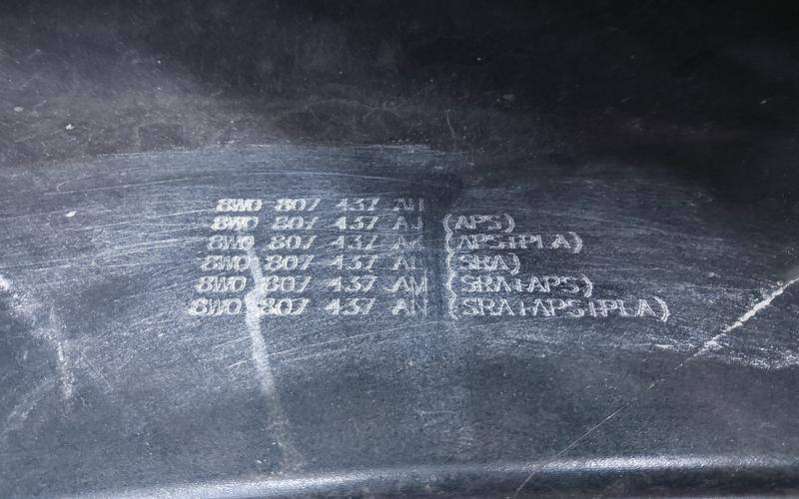 8W0 807 437 AH
8W0 807 437 AJ (APS)
8W0 807 437 AK (APS+PLA)
8W0 807 437 (SRA)
8W0 807 437 AM (SRA+APS)
8W0 807 437 AN (SRA+APS+PLA)